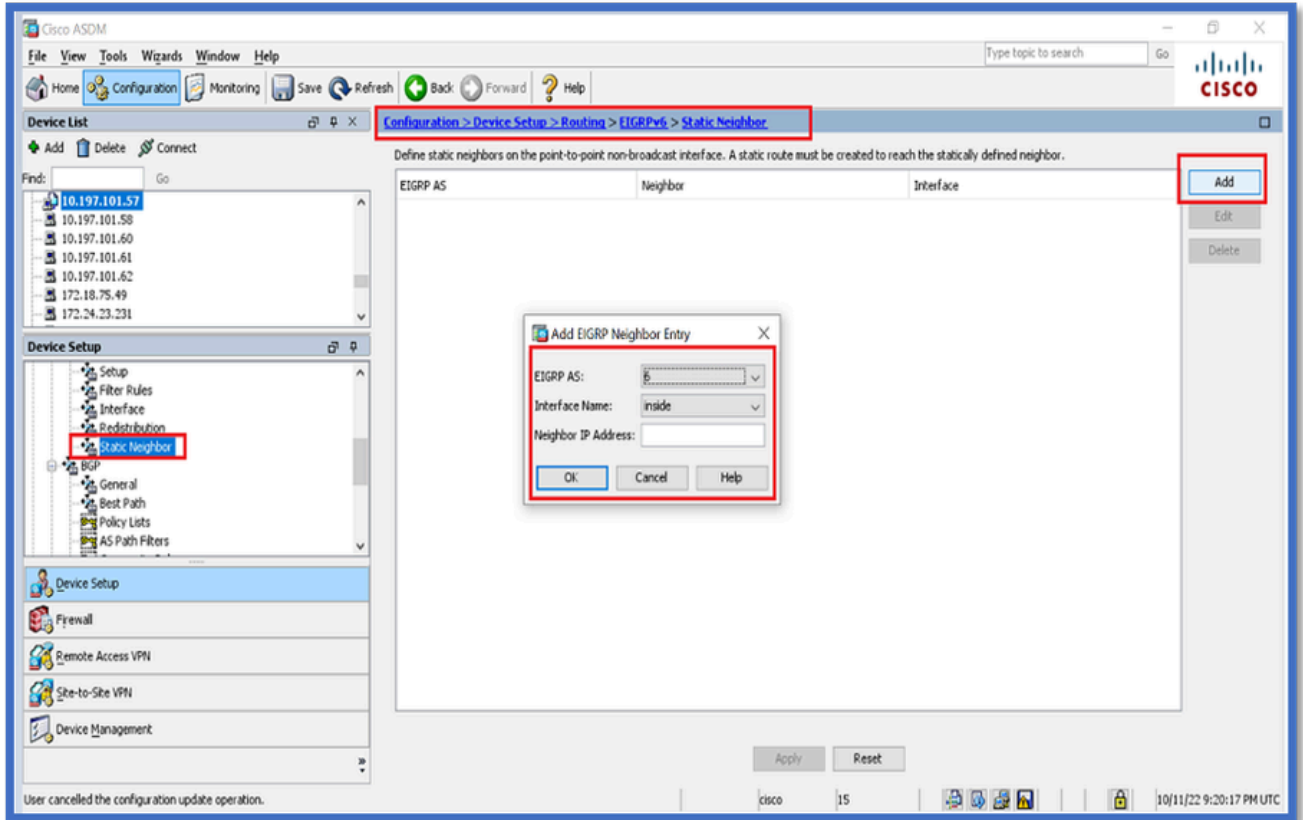 Cisco ASDM
File View Tools Wizards Window Help
Type topic to search Go
Home Configuration Monitoring Save Refresh Back Forward Help
CISCO
Device List
Configuration > Device Setup > Routing > EIGRPv6 > Static Neighbor
Add Delete Connect
Define static neighbors on the point-to-point non-broadcast interface. A static route must be created to reach the statically defined neighbor.
Find: Go
EIGRP AS Neighbor Interface
Add
Edit
Delete
10.197.101.57
10.197.101.58
10.197.101.60
10.197.101.61
10.197.101.62
172.18.75.49
172.24.23.231
Device Setup
Setup
Filter Rules
Interface
Redistribution
Static Neighbor
BGP
General
Best Path
Policy Lists
AS Path Filters
Add EIGRP Neighbor Entry
EIGRP AS: 6
Interface Name: inside
Neighbor IP Address:
OK Cancel Help
Device Setup
Firewall
Remote Access VPN
Site-to-Site VPN
Device Management
Apply Reset
User cancelled the configuration update operation.
cisco 15
10/11/22 9:20:17 PM UTC